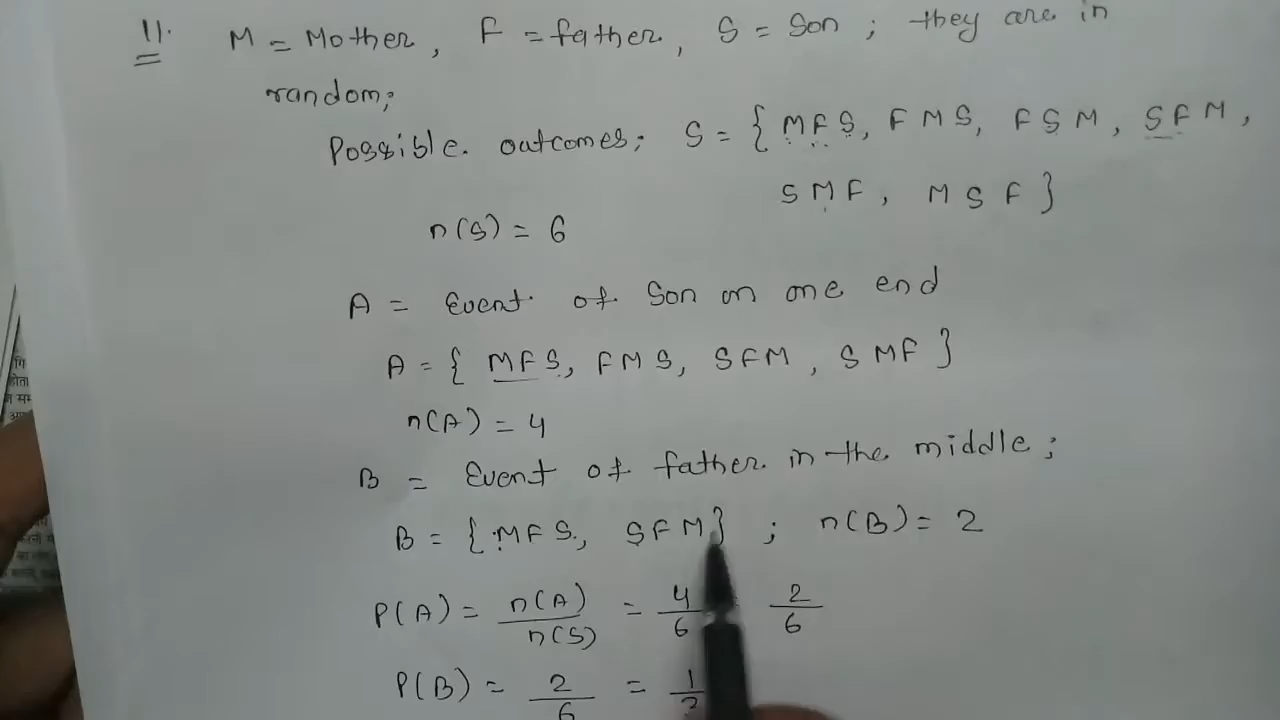 11. M = Mother, F = father, S = Son ; they are in
random;
Possible outcomes; S = { MFS, FMS, FSM, SFM,
SMF, MSF }
n(S) = 6
A = Event of Son on one end
A = { MFS, FMS, SFM, SMF }
n(A) = 4
B = Event of father in the middle;
B = { MFS, SFM} ; n(B) = 2
P(A) = n(A)/n(S) = 4/6 2/6
P(B) = 2/6 = 1/